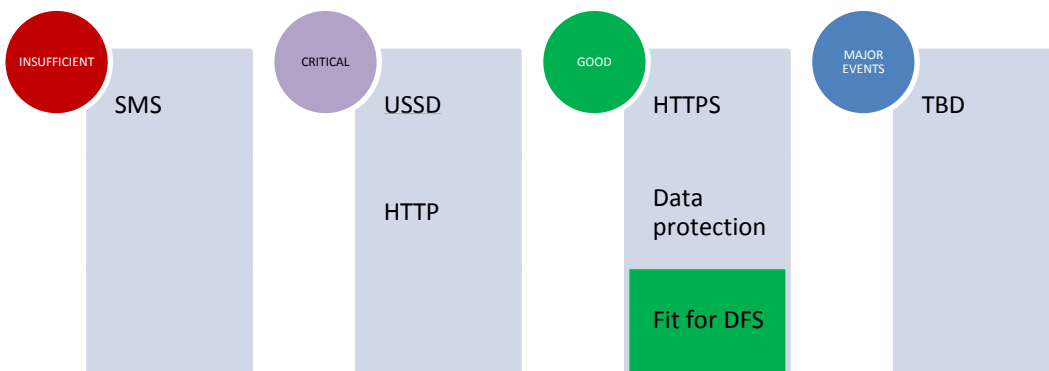 INSUFFICIENT
SMS
CRITICAL
USSD
HTTP
GOOD
HTTPS
Data
protection
Fit for DFS
MAJOR
EVENTS
TBD